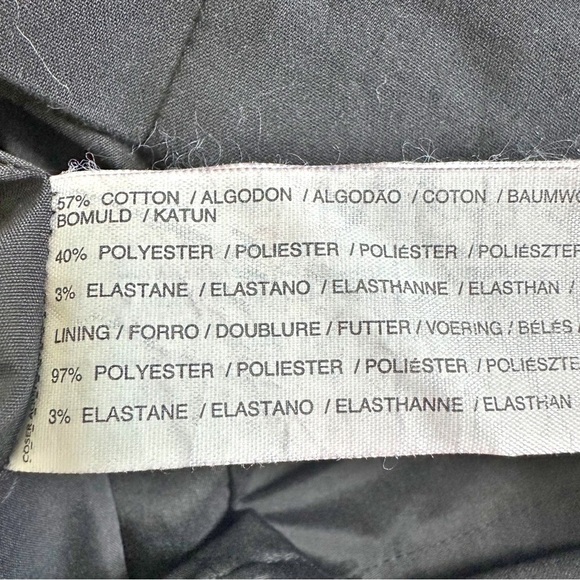 57% COTTON / ALGODON / ALGODÃO / COTON / BAUMWO
BOMULD / KATUN
40% POLYESTER / POLIESTER / POLIÉSTER / POLIÉSZTER
3% ELASTANE / ELASTANO / ELASTHANNE / ELASTHAN /
LINING / FORRO / DOUBLURE / FUTTER / VOERING / BÉLÉS /
97% POLYESTER / POLIESTER / POLIÉSTER / POLIÉSZTE
3% ELASTANE / ELASTANO / ELASTHANNE / ELASTHAN
COSER